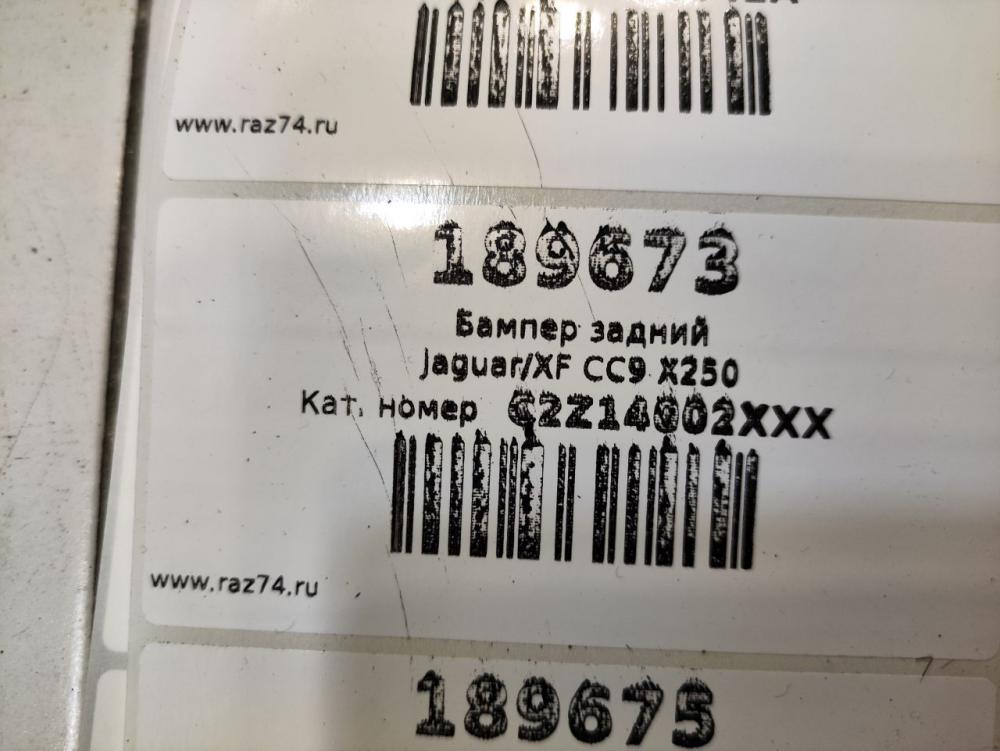 www.raz74.ru
189673
Бампер задний
Jaguar/XF CC9 X250
Кат. номер C2Z14002XXX
www.raz74.ru
189675